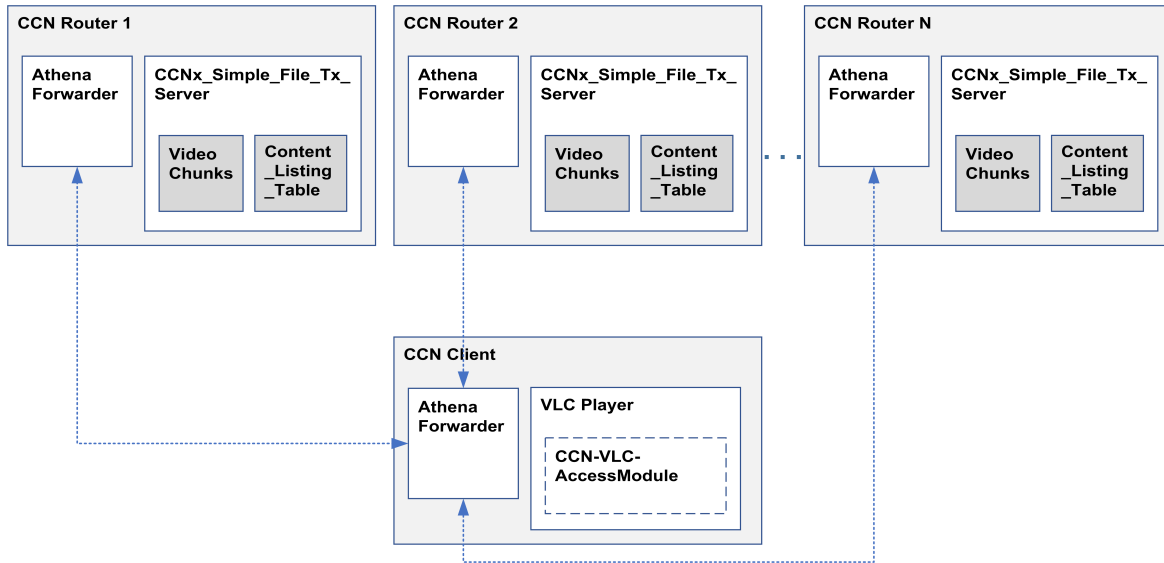 CCN Router 1
Athena
Forwarder
CCNx_Simple_File_Tx_
Server
Video
Chunks
Content
_Listing
_Table
CCN Router 2
Athena
Forwarder
CCNx_Simple_File_Tx_
Server
Video
Chunks
Content
_Listing
_Table
. . .
CCN Router N
Athena
Forwarder
CCNx_Simple_File_Tx_
Server
Video
Chunks
Content
_Listing
_Table
CCN Client
Athena
Forwarder
VLC Player
CCN-VLC-
AccessModule